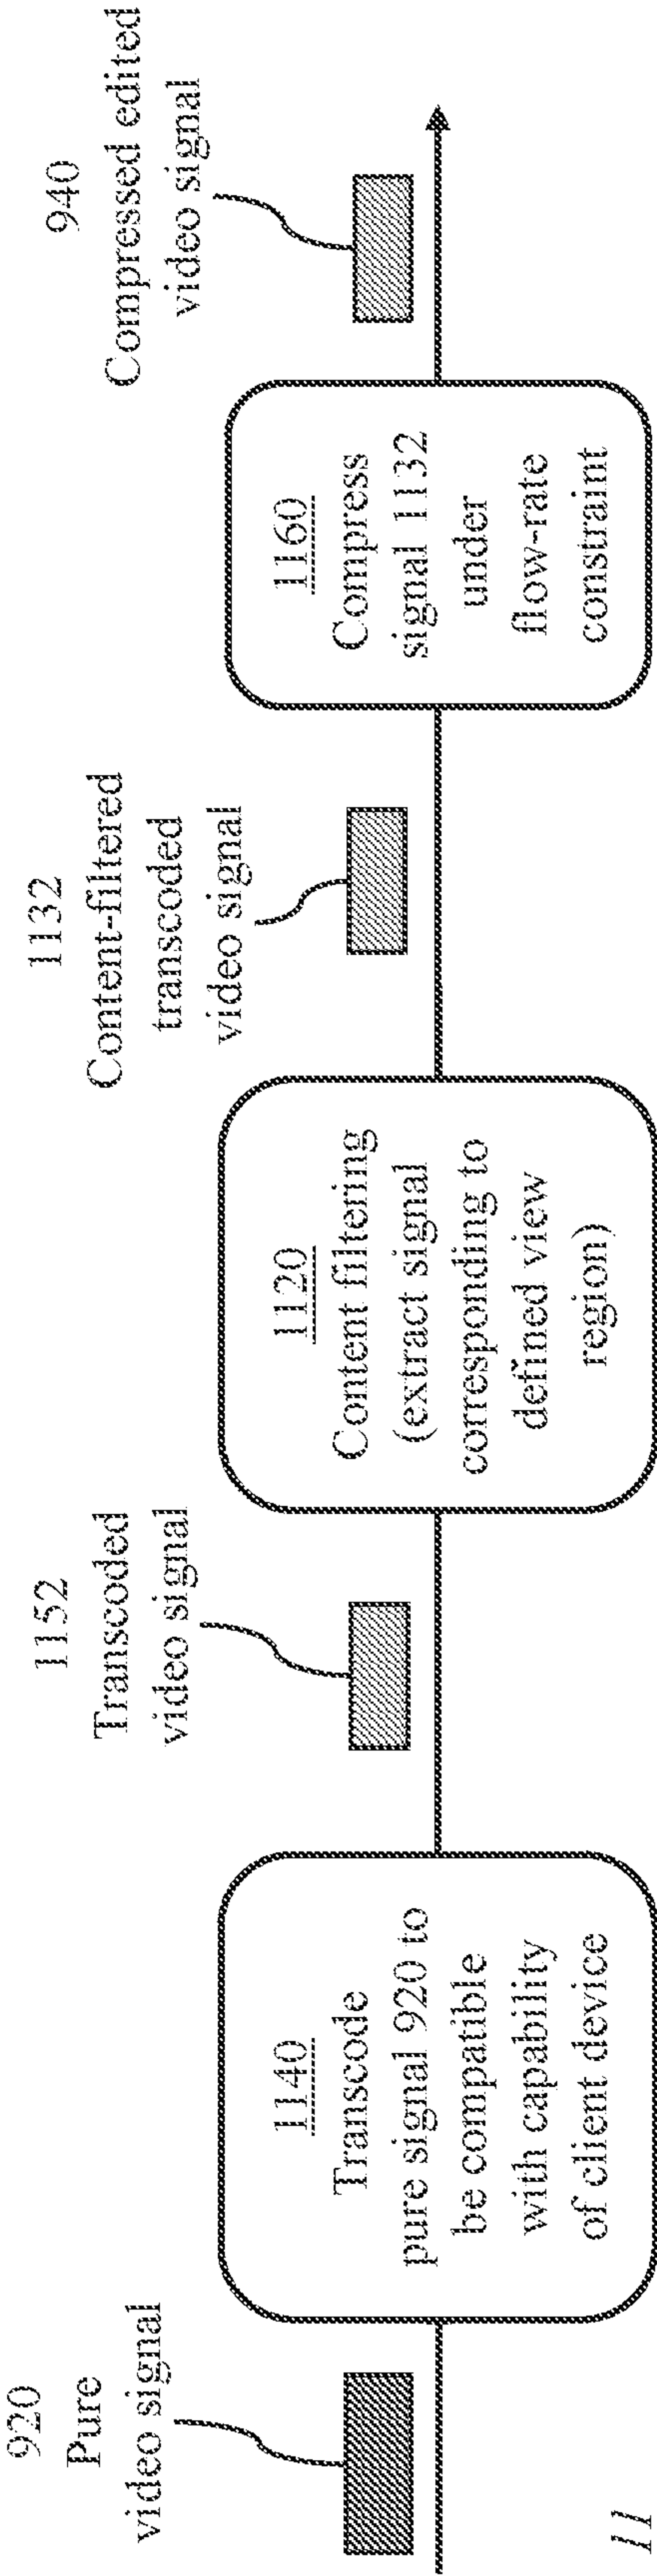 920
Pure
video signal
1140
Transcode
pure signal 920 to
be compatible
with capability
of client device
1152
Transcoded
video signal
1120
Content filtering
(extract signal
corresponding to
defined view
region)
1132
Content-filtered
transcoded
video signal
1160
Compress
signal 1132
under
flow-rate
constraint
940
Compressed edited
video signal
11